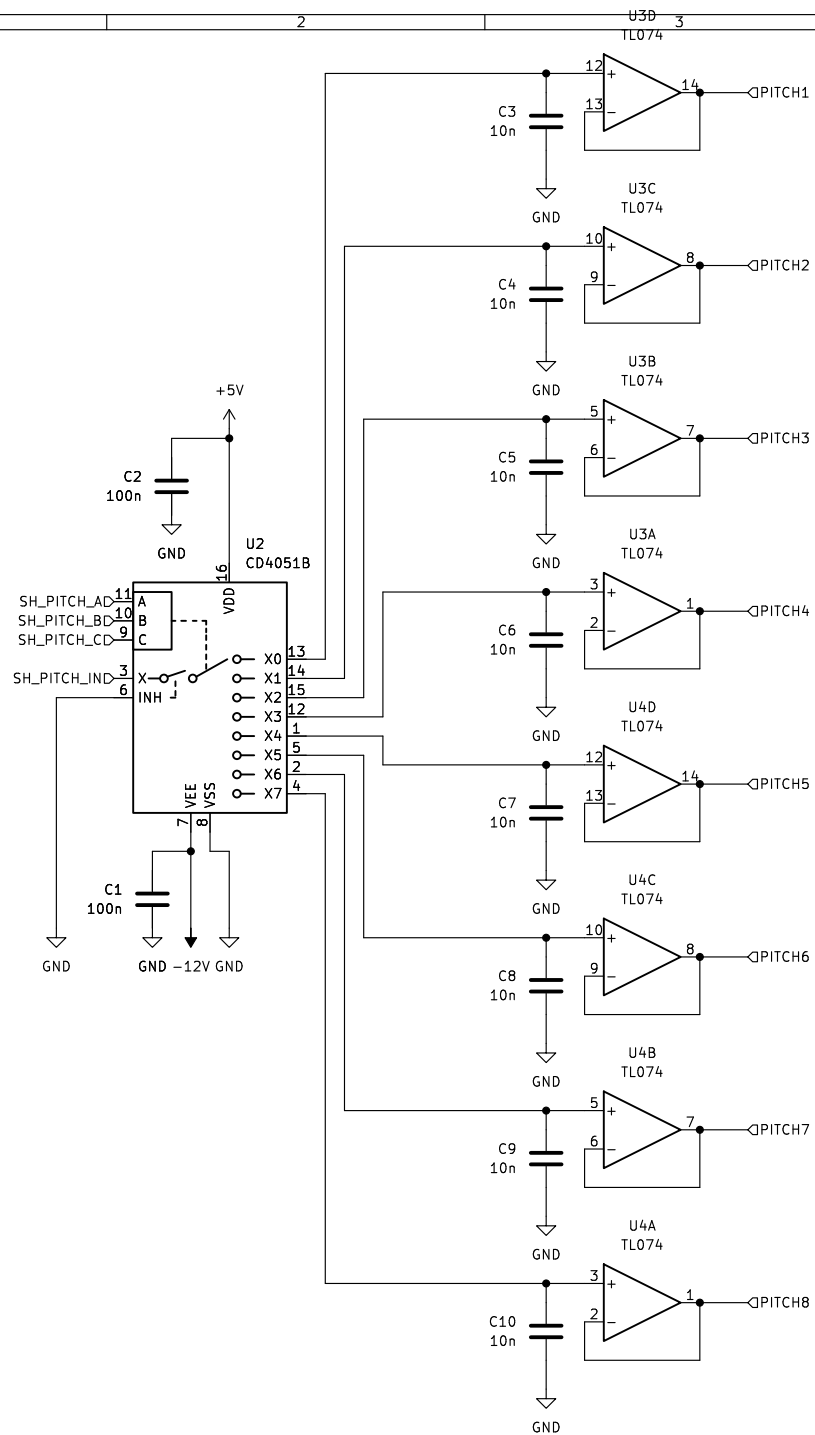 2
3
U3D
TL074
12
+
14
PITCH1
13
−
C3
10n
GND
U3C
TL074
10
+
8
PITCH2
9
−
C4
10n
GND
U3B
TL074
5
+
7
PITCH3
6
−
C5
10n
GND
U3A
TL074
3
+
1
PITCH4
2
−
C6
10n
GND
U4D
TL074
12
+
14
PITCH5
13
−
C7
10n
GND
U4C
TL074
10
+
8
PITCH6
9
−
C8
10n
GND
U4B
TL074
5
+
7
PITCH7
6
−
C9
10n
GND
U4A
TL074
3
+
1
PITCH8
2
−
C10
10n
GND
+5V
C2
100n
GND
U2
CD4051B
16
VDD
SH_PITCH_A 11 A
SH_PITCH_B 10 B
SH_PITCH_C 9 C
SH_PITCH_IN 3 X
6 INH
X0 13
X1 14
X2 15
X3 12
X4 1
X5 5
X6 2
X7 4
VEE
VSS
7
8
C1
100n
GND
GND
−12V
GND